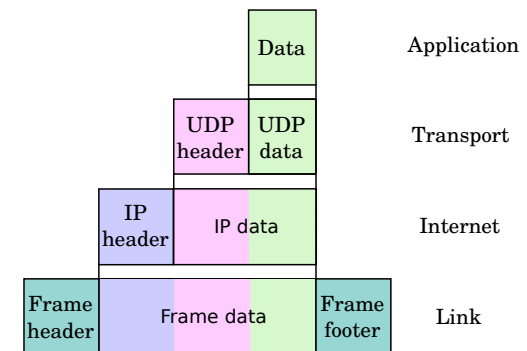 Data
Application
UDP header
UDP data
Transport
IP header
IP data
Internet
Frame header
Frame data
Frame footer
Link